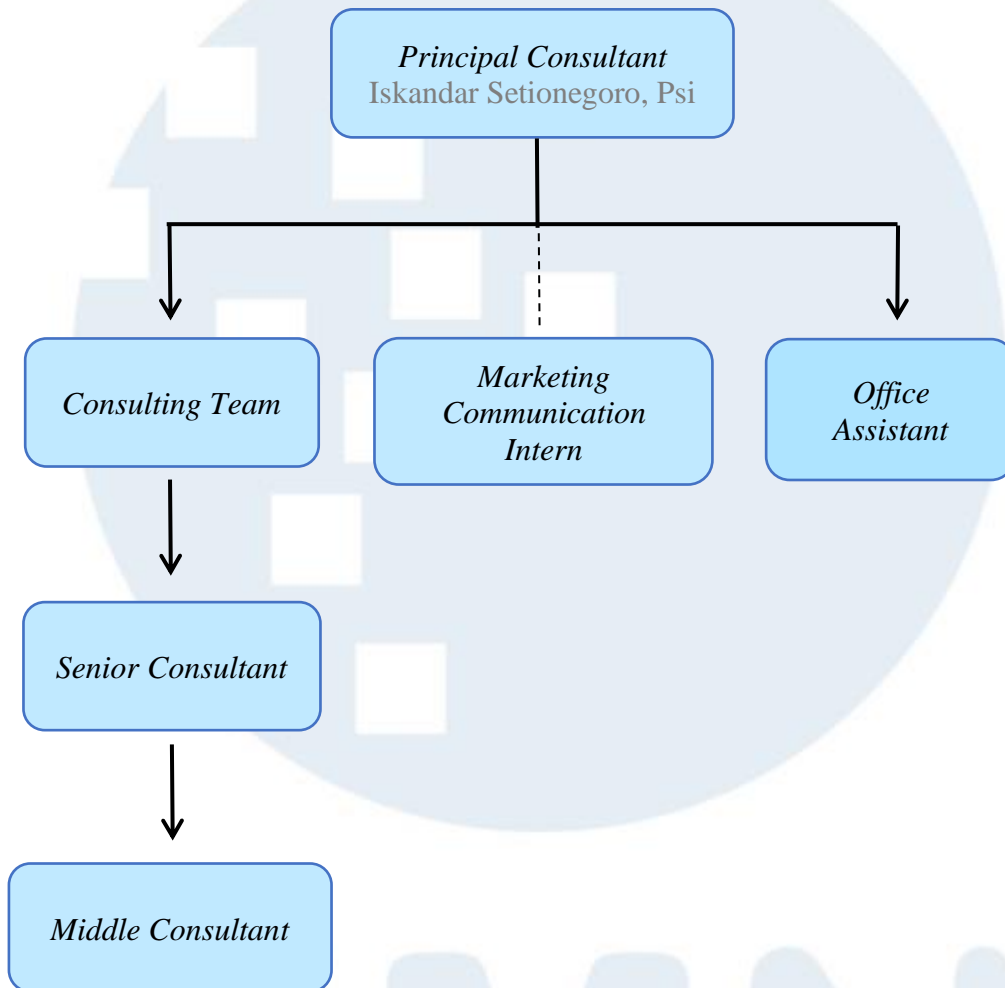 Principal Consultant
Iskandar Setionegoro, Psi
Consulting Team
Marketing
Communication
Intern
Office
Assistant
Senior Consultant
Middle Consultant